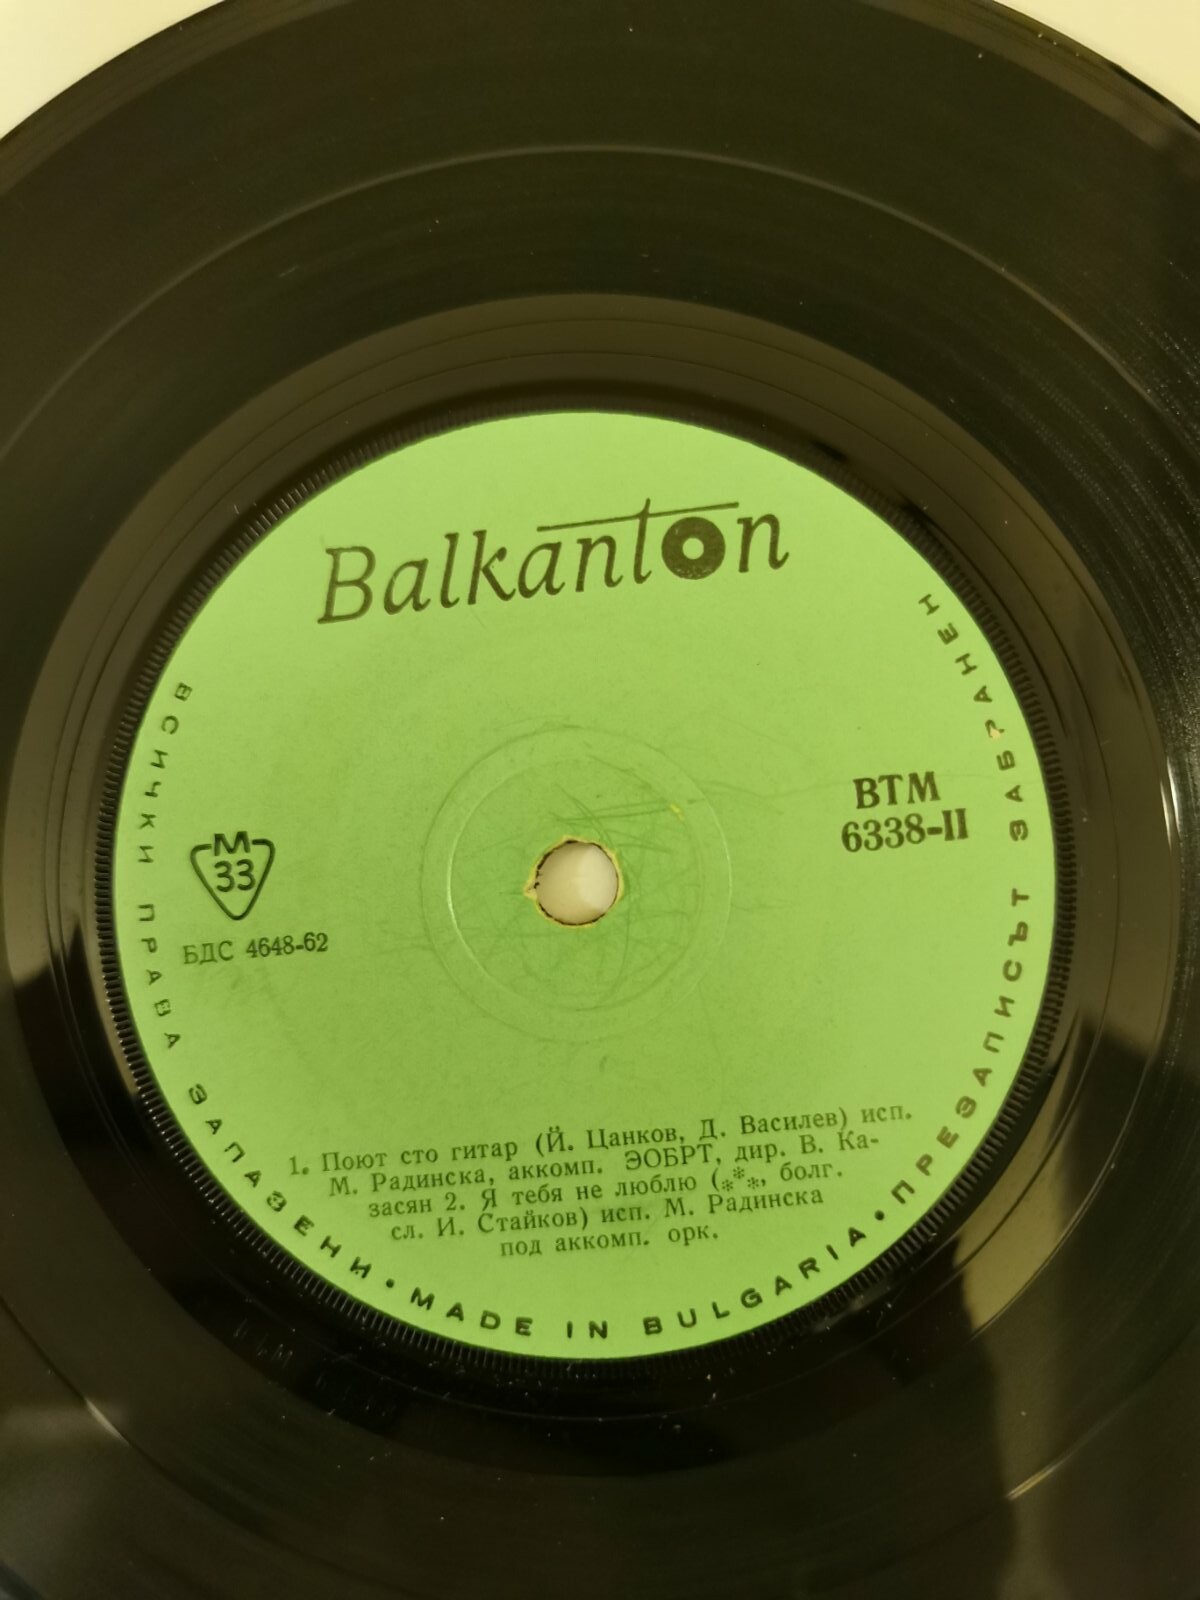 Balkanton
ВТМ
6338-II
М
33
БДС 4648-62
1. Поют сто гитар (Й. Цанков, Д. Василев) исп.
М. Радинска, аккомп. ЭОБРТ, дир. В. Ка-
засян 2. Я тебя не люблю (***, болг.
сл. И. Стайков) исп. М. Радинска
под аккомп. орк.
ВСИЧКИ ПРАВА ЗАПАЗЕНИ • MADE IN BULGARIA • ПРЕЗАПИСЪТ ЗАБРАНЕН